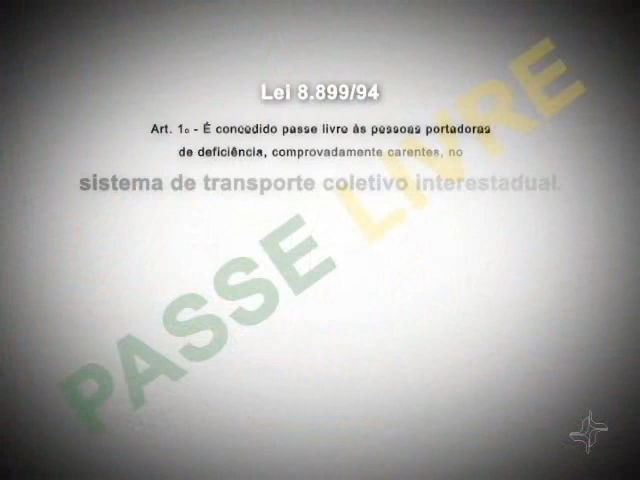 Lei 8.899/94
Art. 1o - É concedido passe livre às pessoas portadoras
de deficiência, comprovadamente carentes, no
sistema de transporte coletivo interestadual.
PASSE LIVRE